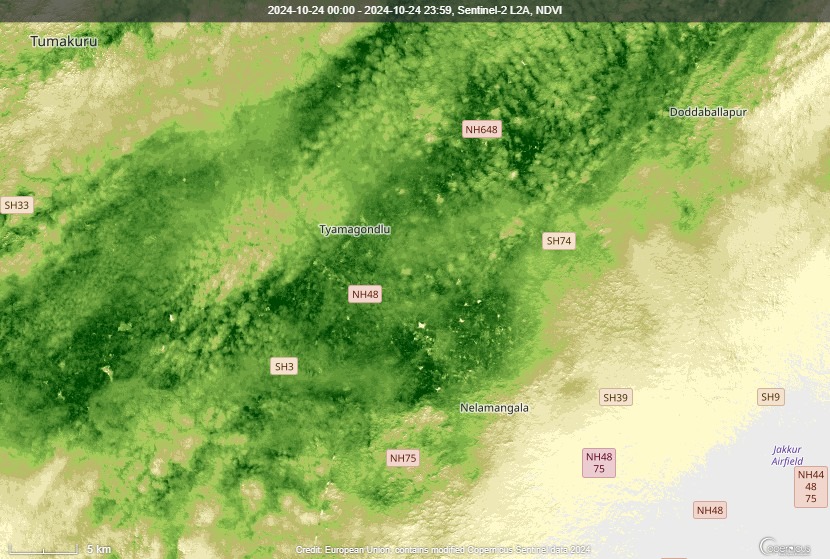 2024-10-24 00:00 - 2024-10-24 23:59, Sentinel-2 L2A, NDVI
Tumakuru
Doddaballapur
NH648
SH33
Tyamagondlu
SH74
NH48
SH3
SH39
SH9
Nelamangala
Jakkur
Airfield
NH75
NH48
75
NH44
48
75
NH48
5 km
Credit: European Union, contains modified Copernicus Sentinel data 2024
opernicus